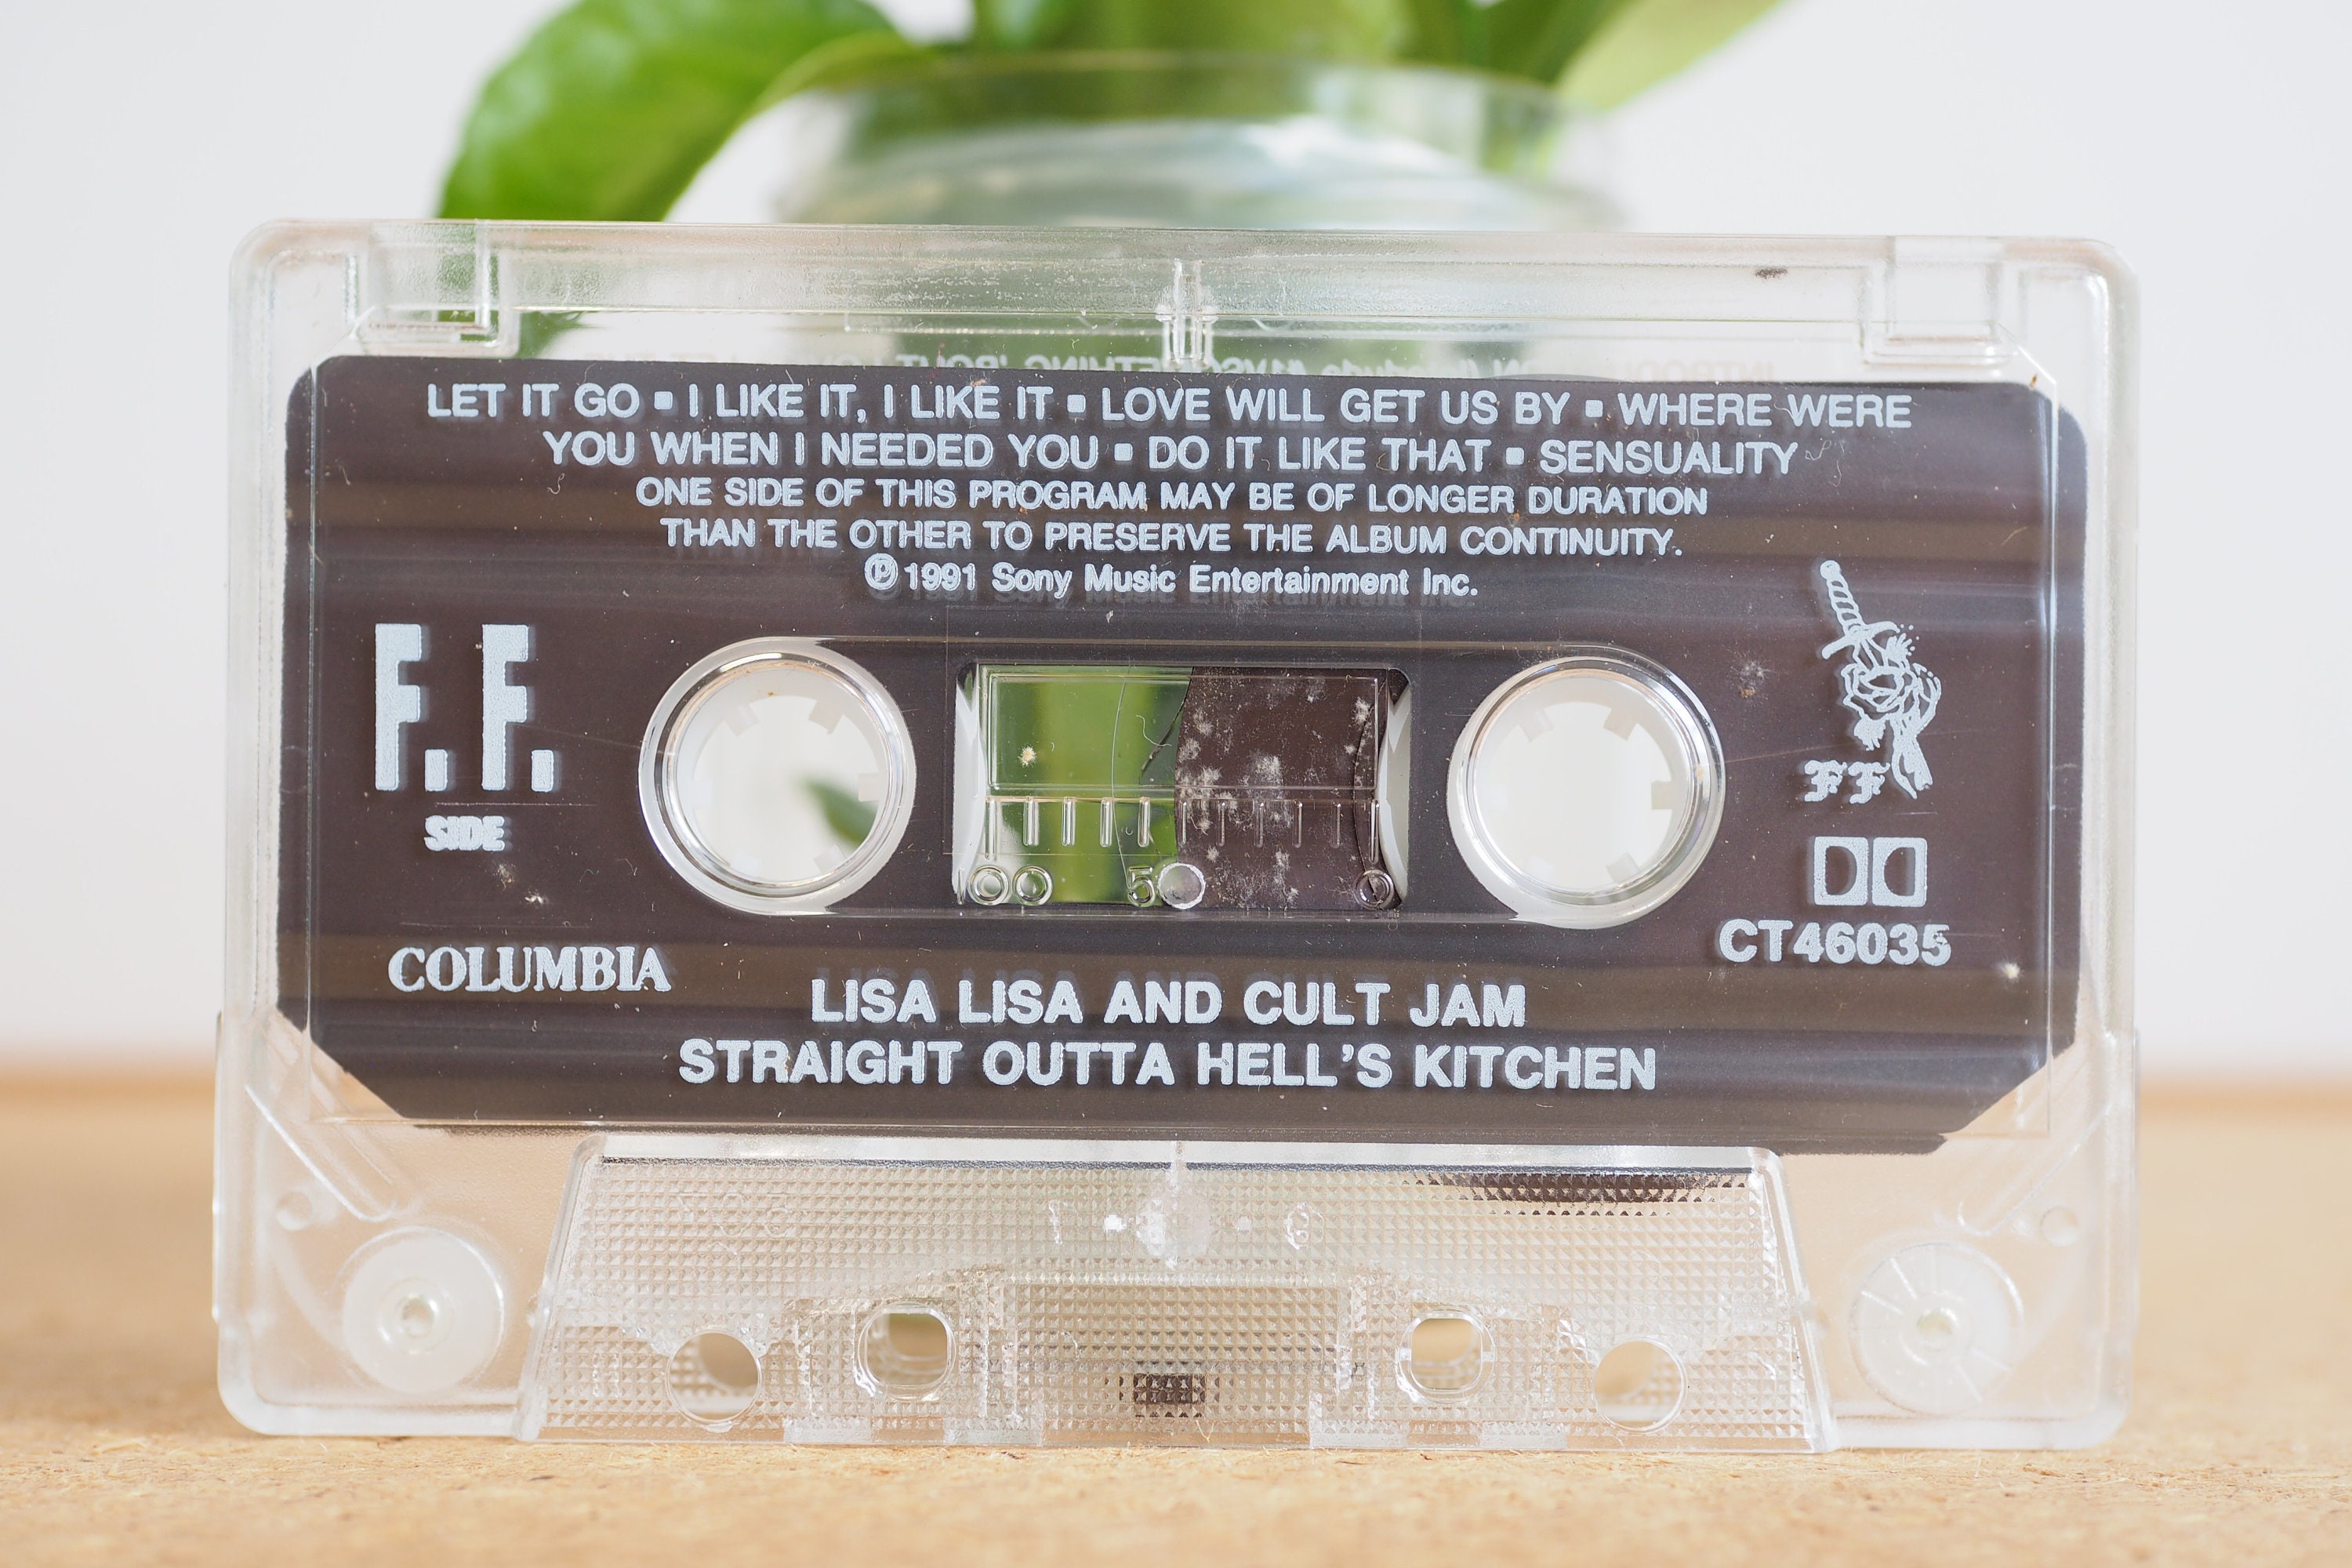 LET IT GO ▪ I LIKE IT, I LIKE IT ▪ LOVE WILL GET US BY ▪ WHERE WERE
YOU WHEN I NEEDED YOU ▪ DO IT LIKE THAT ▪ SENSUALITY
ONE SIDE OF THIS PROGRAM MAY BE OF LONGER DURATION
THAN THE OTHER TO PRESERVE THE ALBUM CONTINUITY.
℗ 1991 Sony Music Entertainment Inc.
F.F.
SIDE
FF
100 50 0
CT46035
COLUMBIA
LISA LISA AND CULT JAM
STRAIGHT OUTTA HELL'S KITCHEN